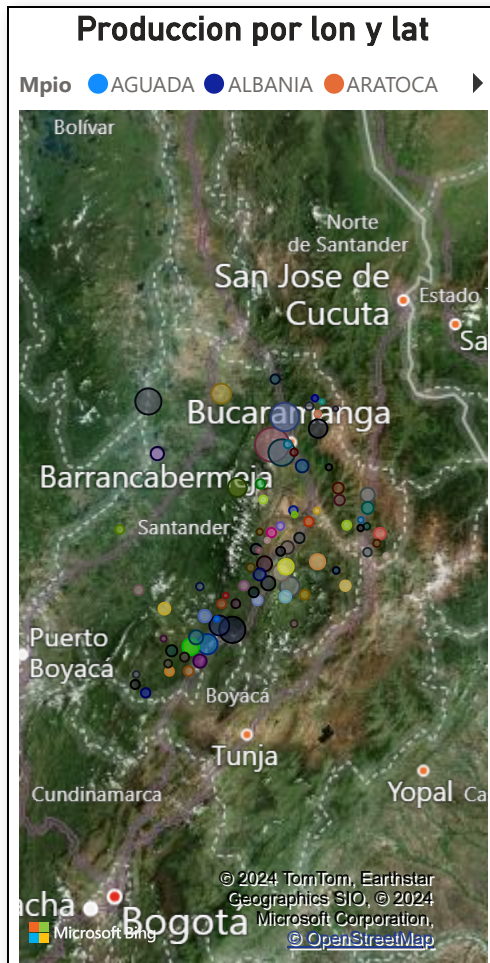 Produccion por lon y lat
Mpio AGUADA ALBANIA ARATOCA
Bolívar
Norte
de Santander
San Jose de
Cucuta
Estado
Sa
Bucaramanga
Barrancabermeja
Santander
Puerto
Boyacá
Boyacá
Tunja
Cundinamarca
Yopal
Ca
© 2024 TomTom, Earthstar
Geographics SIO, © 2024
Microsoft Corporation,
© OpenStreetMap
acha
Bogotá
Microsoft Bing